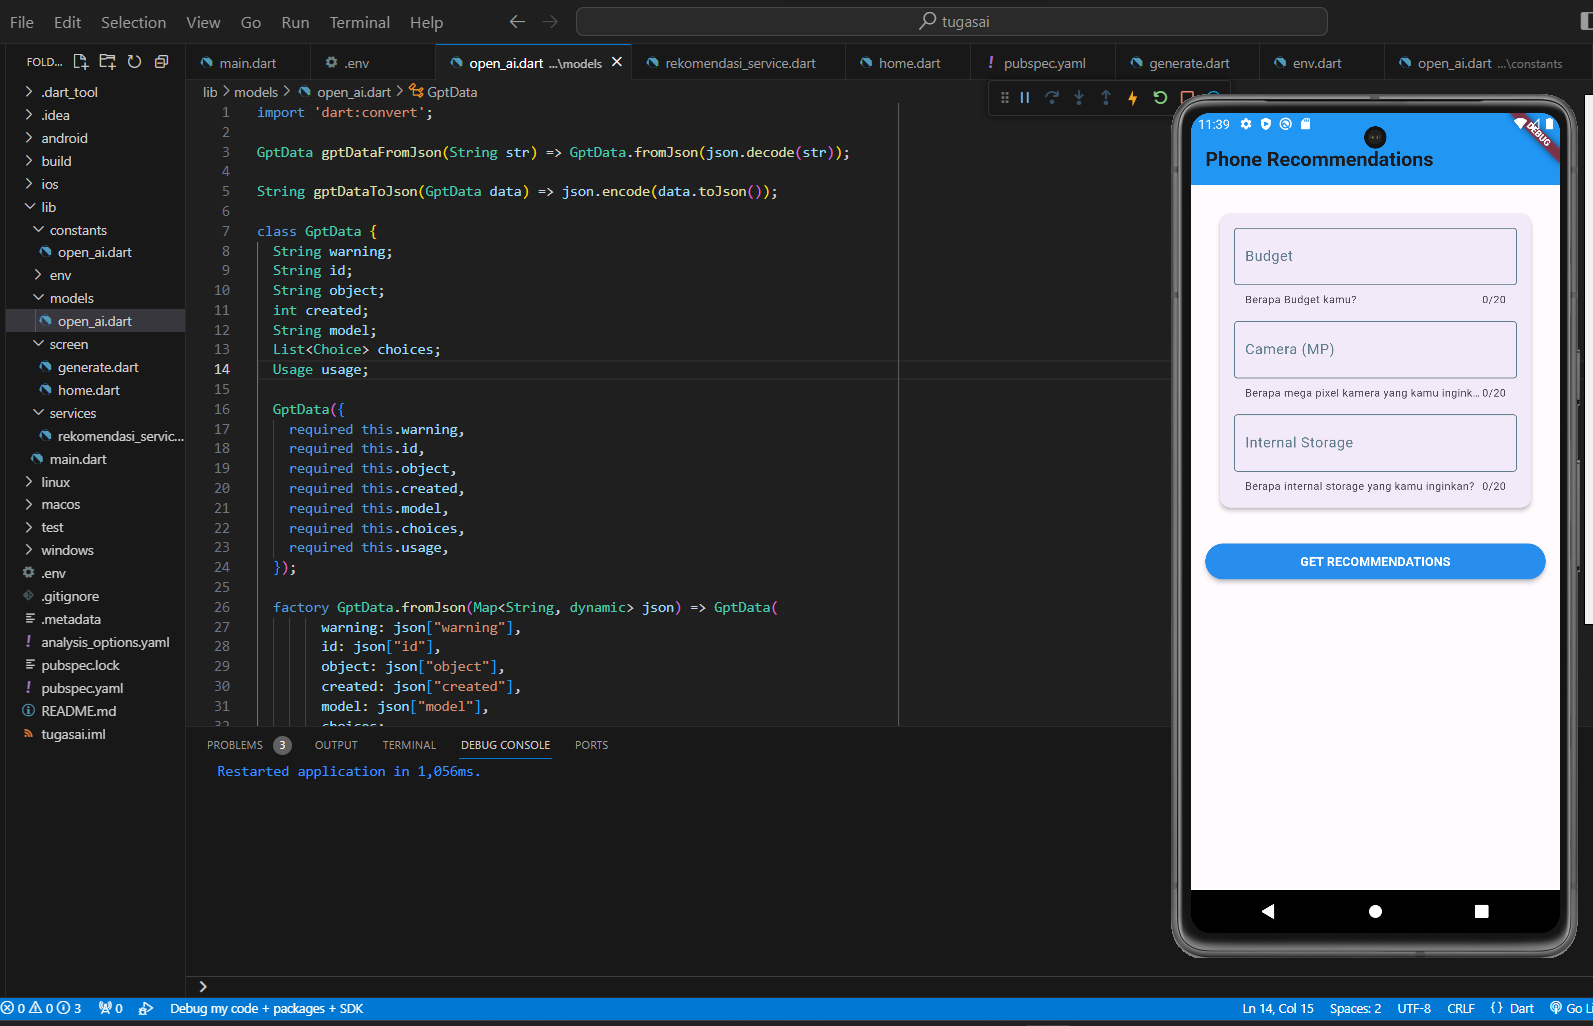 File Edit Selection View Go Run Terminal Help
tugasai
FOLD...
main.dart
.env
open_ai.dart ...\models
rekomendasi_service.dart
home.dart
! pubspec.yaml
generate.dart
env.dart
open_ai.dart ...\constants
lib > models > open_ai.dart > GptData
.dart_tool
.idea
android
build
ios
lib
constants
open_ai.dart
env
models
open_ai.dart
screen
generate.dart
home.dart
services
rekomendasi_servic...
main.dart
linux
macos
test
windows
.env
.gitignore
.metadata
! analysis_options.yaml
pubspec.lock
! pubspec.yaml
README.md
tugasai.iml
1 import 'dart:convert';
2
3 GptData gptDataFromJson(String str) => GptData.fromJson(json.decode(str));
4
5 String gptDataToJson(GptData data) => json.encode(data.toJson());
6
7 class GptData {
8 String warning;
9 String id;
10 String object;
11 int created;
12 String model;
13 List<Choice> choices;
14 Usage usage;
15
16 GptData({
17 required this.warning,
18 required this.id,
19 required this.object,
20 required this.created,
21 required this.model,
22 required this.choices,
23 required this.usage,
24 });
25
26 factory GptData.fromJson(Map<String, dynamic> json) => GptData(
27 warning: json["warning"],
28 id: json["id"],
29 object: json["object"],
30 created: json["created"],
31 model: json["model"],
32 choices:
PROBLEMS 3 OUTPUT TERMINAL DEBUG CONSOLE PORTS
Restarted application in 1,056ms.
11:39
DEBUG
Phone Recommendations
Budget
Berapa Budget kamu? 0/20
Camera (MP)
Berapa mega pixel kamera yang kamu ingink... 0/20
Internal Storage
Berapa internal storage yang kamu inginkan? 0/20
GET RECOMMENDATIONS
0 0 3 0 Debug my code + packages + SDK
Ln 14, Col 15 Spaces: 2 UTF-8 CRLF {} Dart Go Li